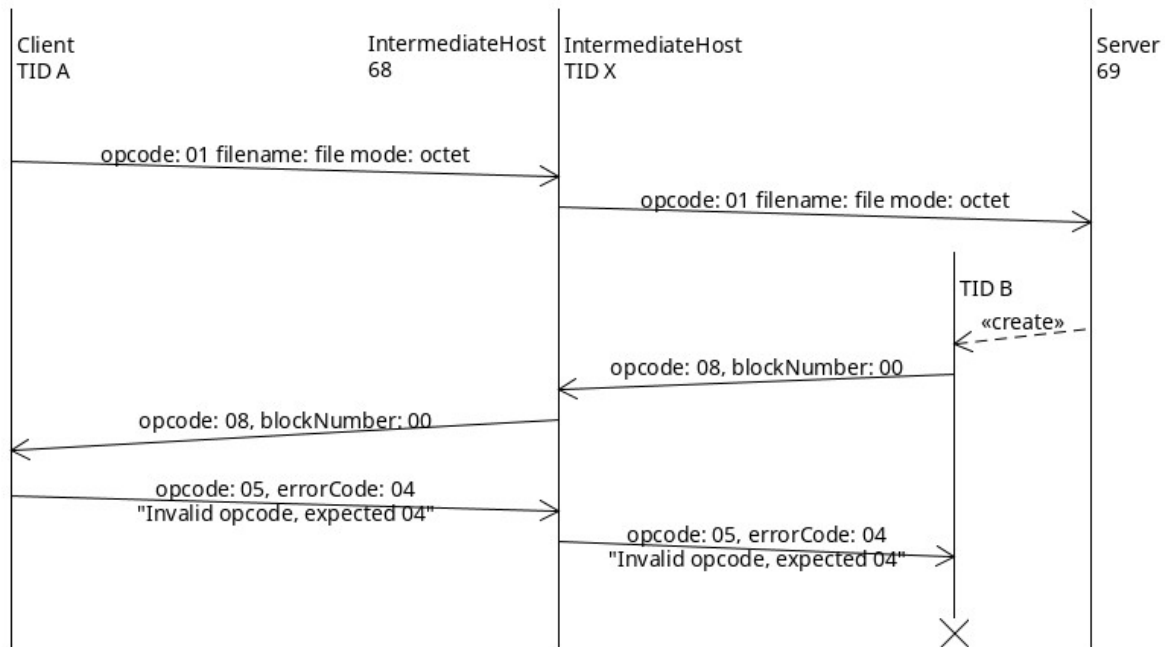 Client
TID A
IntermediateHost
68
IntermediateHost
TID X
Server
69
opcode: 01 filename: file mode: octet
opcode: 01 filename: file mode: octet
TID B
«create»
opcode: 08, blockNumber: 00
opcode: 08, blockNumber: 00
opcode: 05, errorCode: 04
"Invalid opcode, expected 04"
opcode: 05, errorCode: 04
"Invalid opcode, expected 04"